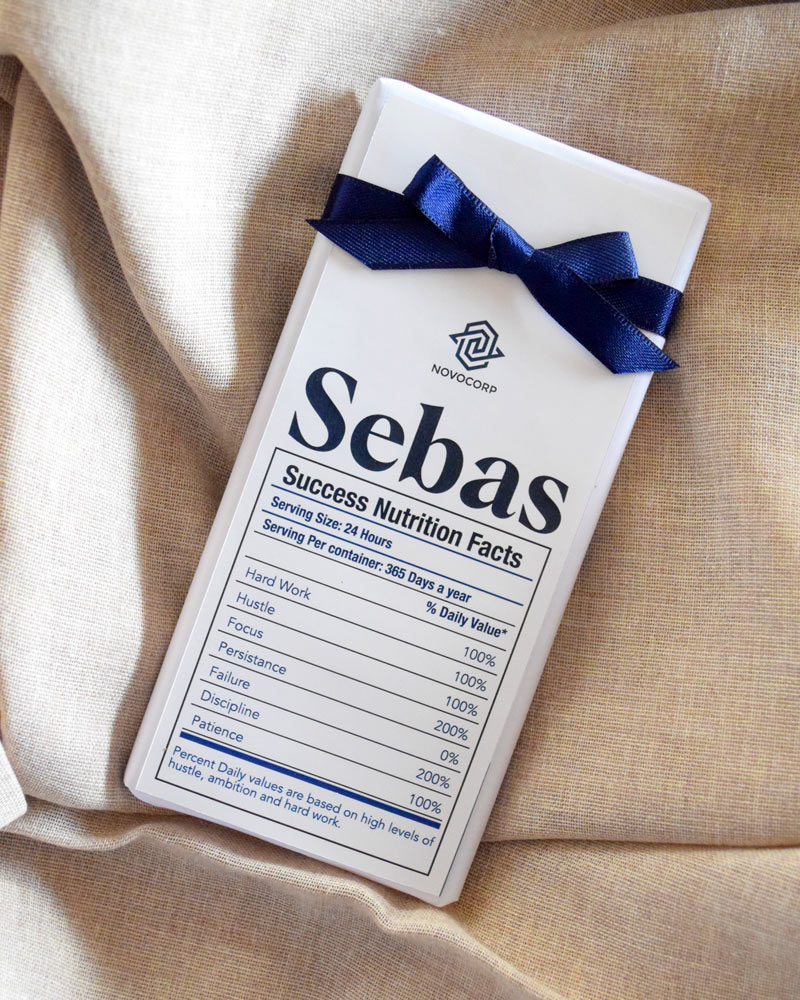 NOVOCORP
Sebas
Success Nutrition Facts
Serving Size: 24 Hours
Serving Per container: 365 Days a year
% Daily Value*
Hard Work 100%
Hustle 100%
Focus 100%
Persistance 200%
Failure 0%
Discipline 200%
Patience 100%
Percent Daily values are based on high levels of
hustle, ambition and hard work.